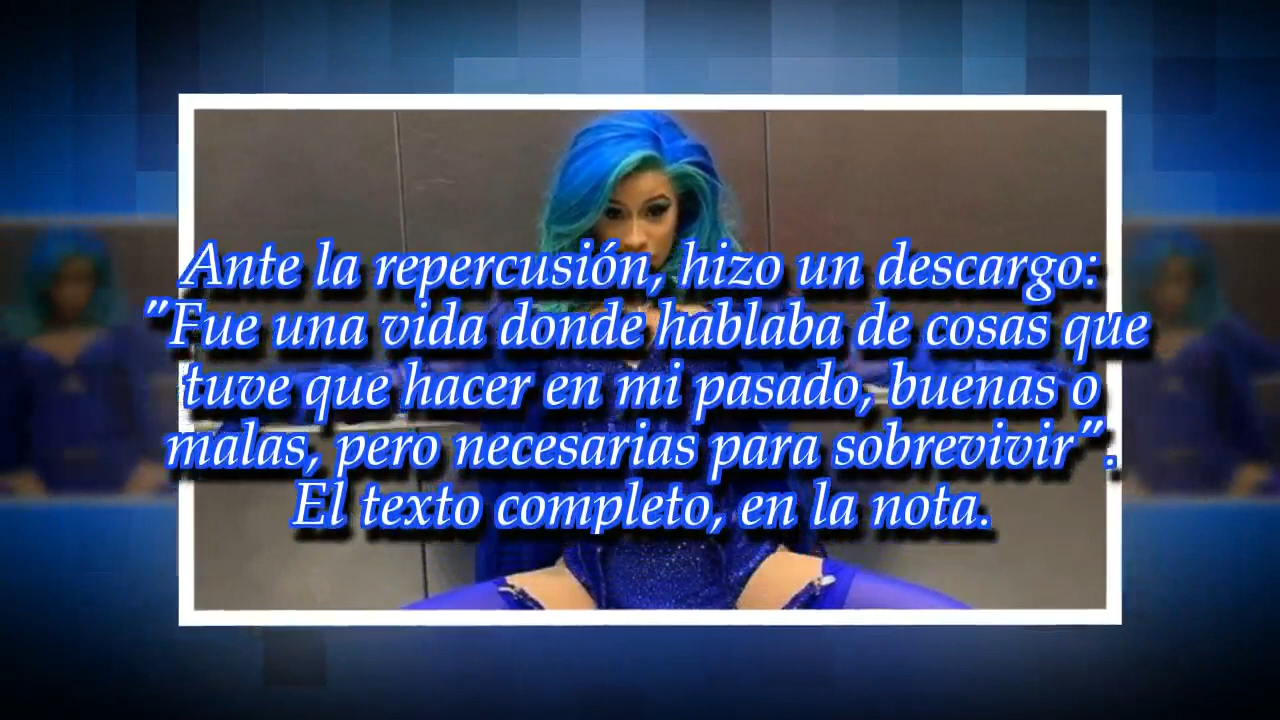 Ante la repercusión, hizo un descargo:
"Fue una vida donde hablaba de cosas que
tuve que hacer en mi pasado, buenas o
malas, pero necesarias para sobrevivir".
El texto completo, en la nota.